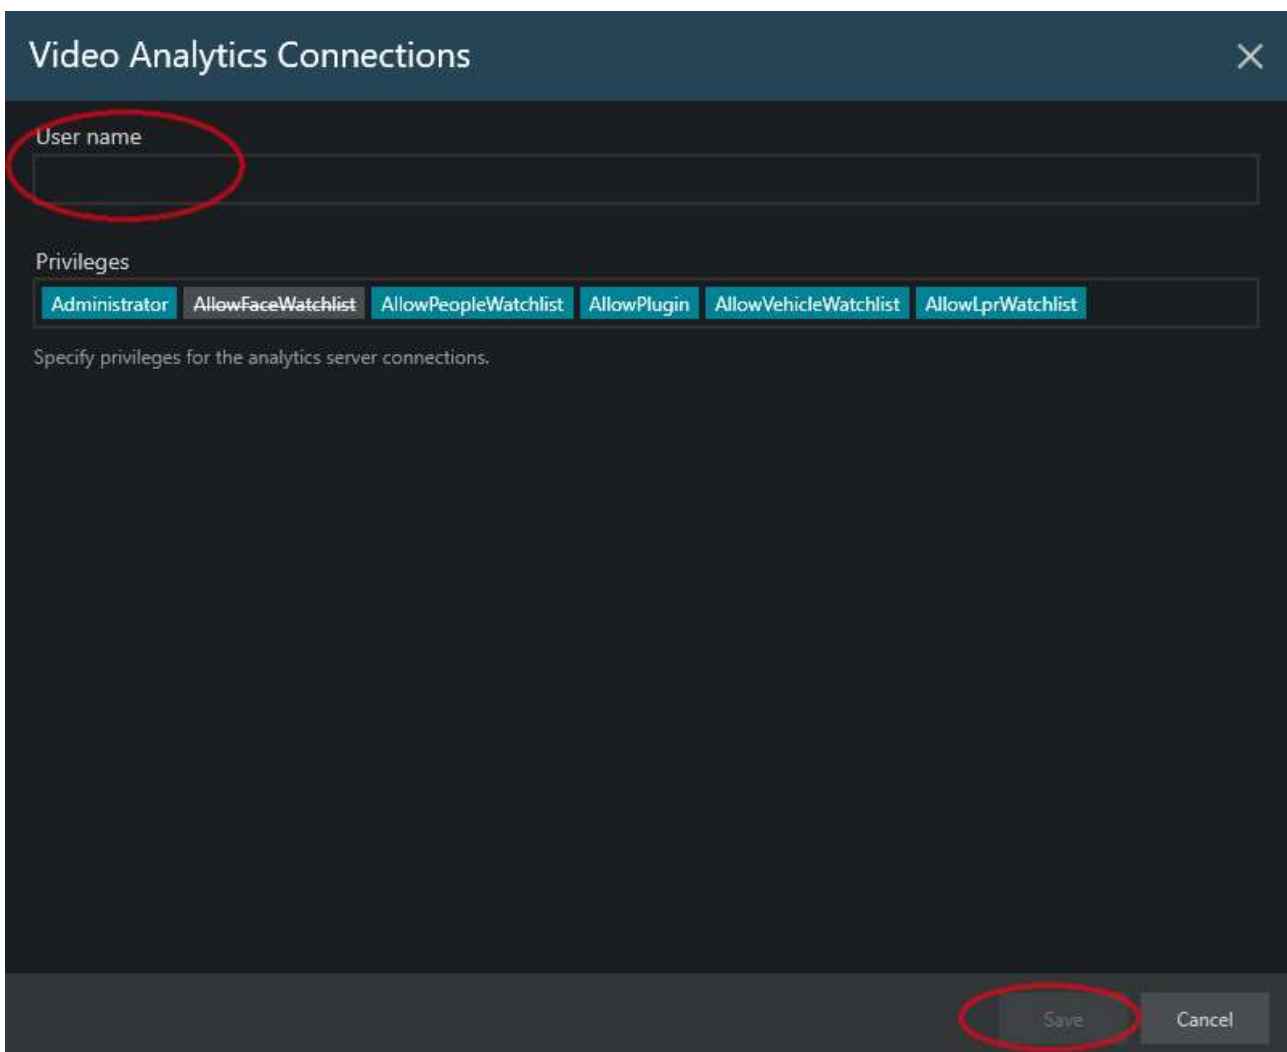 Video Analytics Connections
User name
Privileges
Administrator AllowFaceWatchlist AllowPeopleWatchlist AllowPlugin AllowVehicleWatchlist AllowLprWatchlist
Specify privileges for the analytics server connections.
Save Cancel